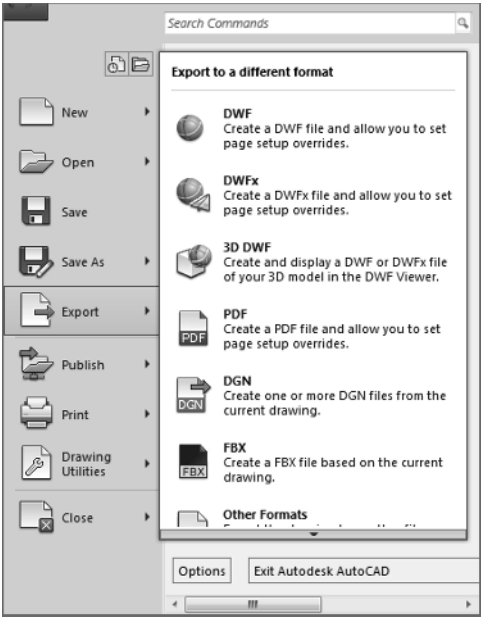 Search Commands
Export to a different format
New
Open
Save
Save As
Export
Publish
Print
Drawing
Utilities
Close
DWF
Create a DWF file and allow you to set
page setup overrides.
DWFx
Create a DWFx file and allow you to set
page setup overrides.
3D DWF
Create and display a DWF or DWFx file
of your 3D model in the DWF Viewer.
PDF
PDF
Create a PDF file and allow you to set
page setup overrides.
DGN
DGN
Create one or more DGN files from the
current drawing.
FBX
FBX
Create a FBX file based on the current
drawing.
Other Formats
Options
Exit Autodesk AutoCAD